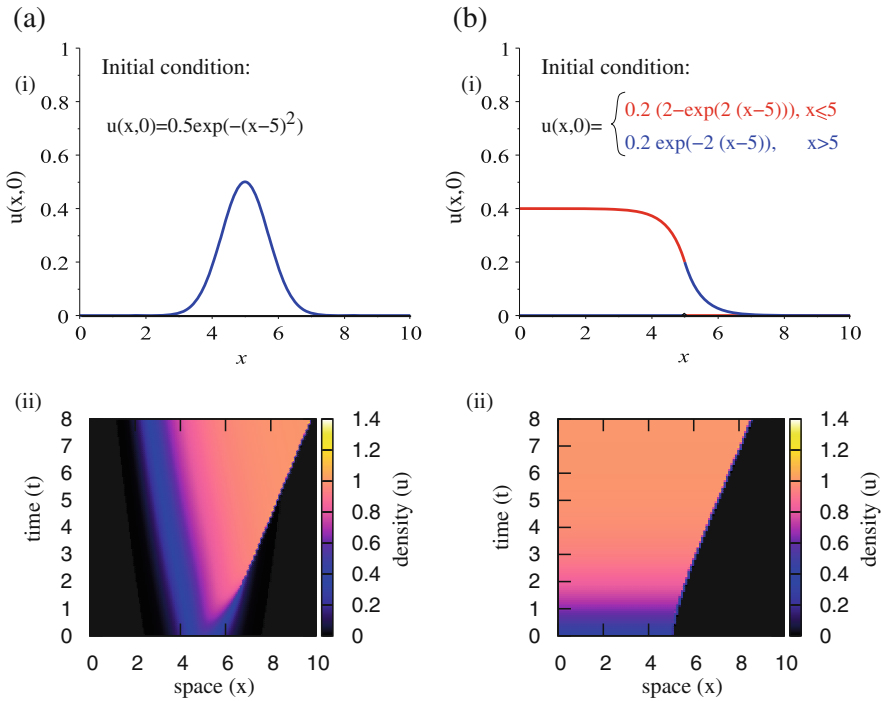 (a)
(i)
Initial condition:
u(x,0)=0.5exp(−(x−5)²)
u(x,0)
1
0.8
0.6
0.4
0.2
0
0 2 4 6 8 10
x
(b)
(i)
Initial condition:
u(x,0)= { 0.2 (2−exp(2 (x−5))), x⩽5
0.2 exp(−2 (x−5)), x>5
u(x,0)
1
0.8
0.6
0.4
0.2
0
0 2 4 6 8 10
x
(ii)
time (t)
8
7
6
5
4
3
2
1
0
0 2 4 6 8 10
space (x)
1.4
1.2
1
0.8
0.6
0.4
0.2
0
density (u)
(ii)
time (t)
8
7
6
5
4
3
2
1
0
0 2 4 6 8 10
space (x)
1.4
1.2
1
0.8
0.6
0.4
0.2
0
density (u)